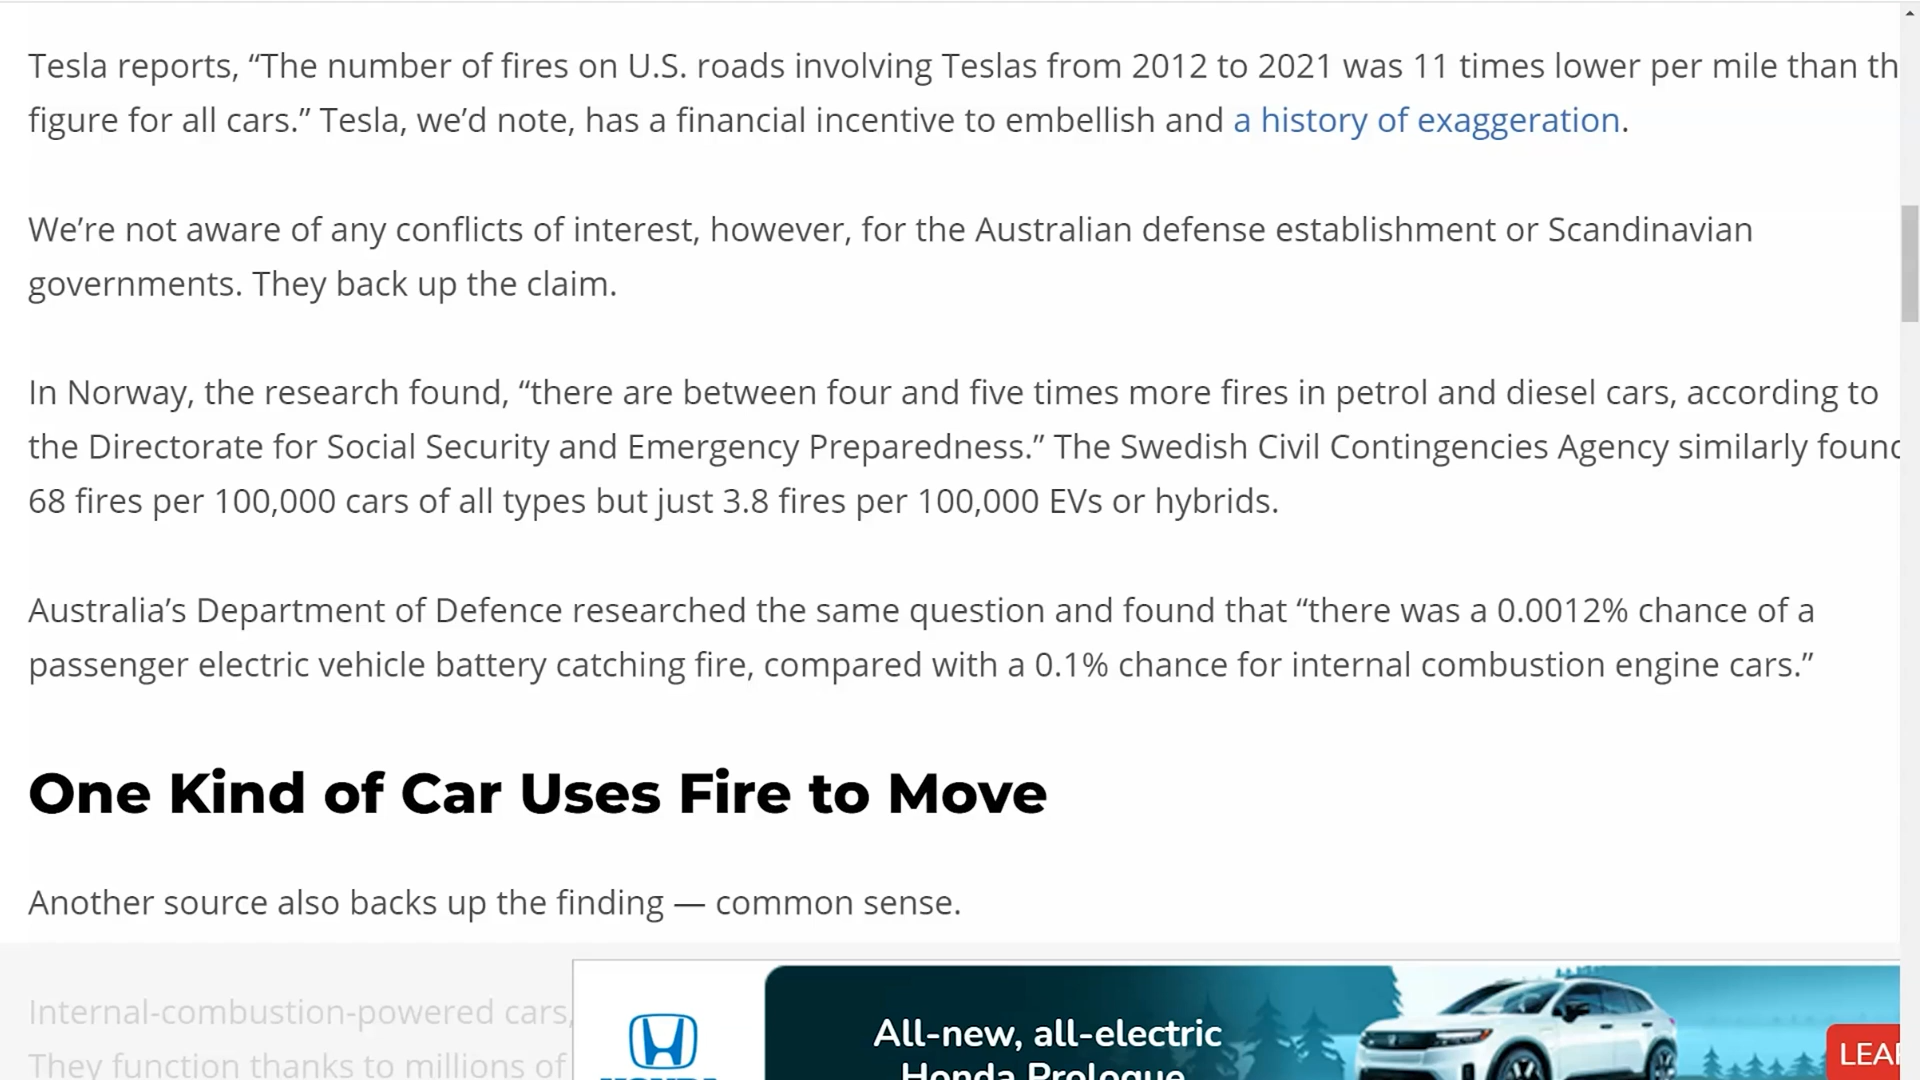 Tesla reports, “The number of fires on U.S. roads involving Teslas from 2012 to 2021 was 11 times lower per mile than th
figure for all cars.” Tesla, we’d note, has a financial incentive to embellish and a history of exaggeration.
We’re not aware of any conflicts of interest, however, for the Australian defense establishment or Scandinavian
governments. They back up the claim.
In Norway, the research found, “there are between four and five times more fires in petrol and diesel cars, according to
the Directorate for Social Security and Emergency Preparedness.” The Swedish Civil Contingencies Agency similarly found
68 fires per 100,000 cars of all types but just 3.8 fires per 100,000 EVs or hybrids.
Australia’s Department of Defence researched the same question and found that “there was a 0.0012% chance of a
passenger electric vehicle battery catching fire, compared with a 0.1% chance for internal combustion engine cars.”
One Kind of Car Uses Fire to Move
Another source also backs up the finding — common sense.
Internal-combustion-powered cars,
They function thanks to millions of
HONDA
All-new, all-electric
Honda Prologue
LEAR